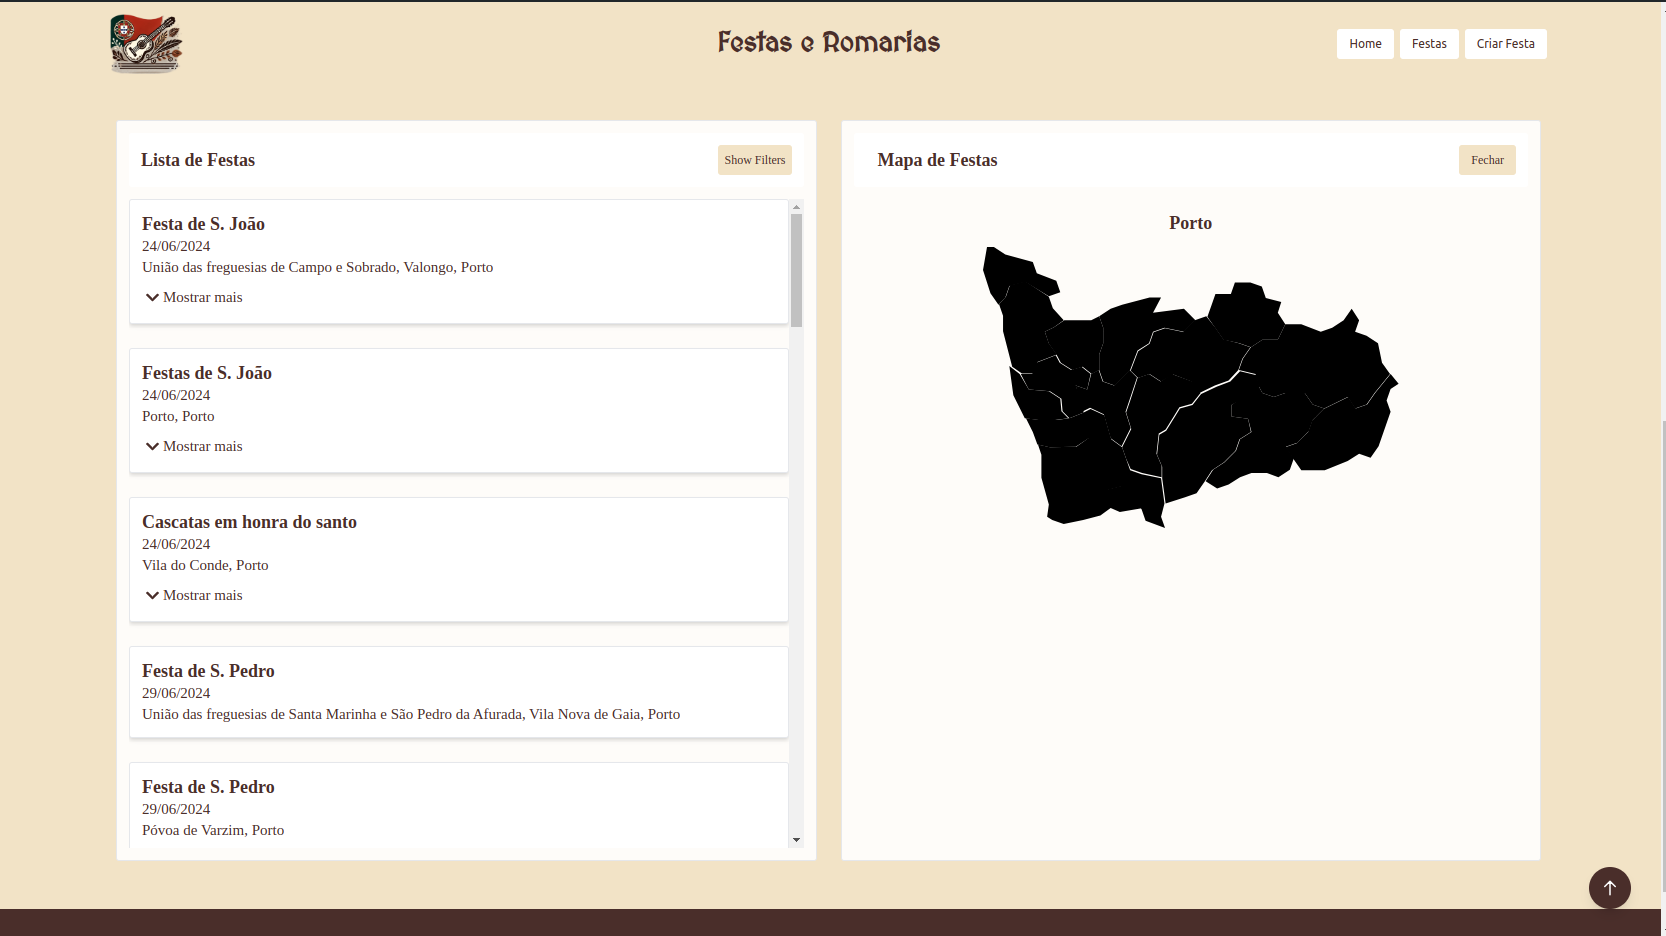 Festas e Romarias
Home
Festas
Criar Festa
Lista de Festas
Show Filters
Festa de S. João
24/06/2024
União das freguesias de Campo e Sobrado, Valongo, Porto
Mostrar mais
Festas de S. João
24/06/2024
Porto, Porto
Mostrar mais
Cascatas em honra do santo
24/06/2024
Vila do Conde, Porto
Mostrar mais
Festa de S. Pedro
29/06/2024
União das freguesias de Santa Marinha e São Pedro da Afurada, Vila Nova de Gaia, Porto
Festa de S. Pedro
29/06/2024
Póvoa de Varzim, Porto
Mapa de Festas
Fechar
Porto